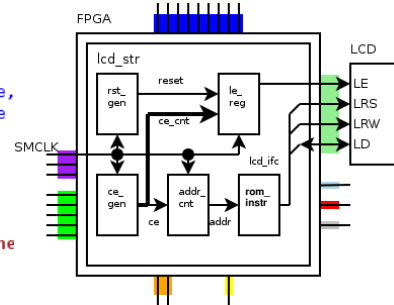 FPGA
LCD
lcd_str
rst_
gen
reset
le_
reg
LE
LRS
LRW
LD
ce_cnt
SMCLK
lcd_ifc
ce_
gen
ce
addr_
cnt
addr
rom_
instr
e,
e
ne